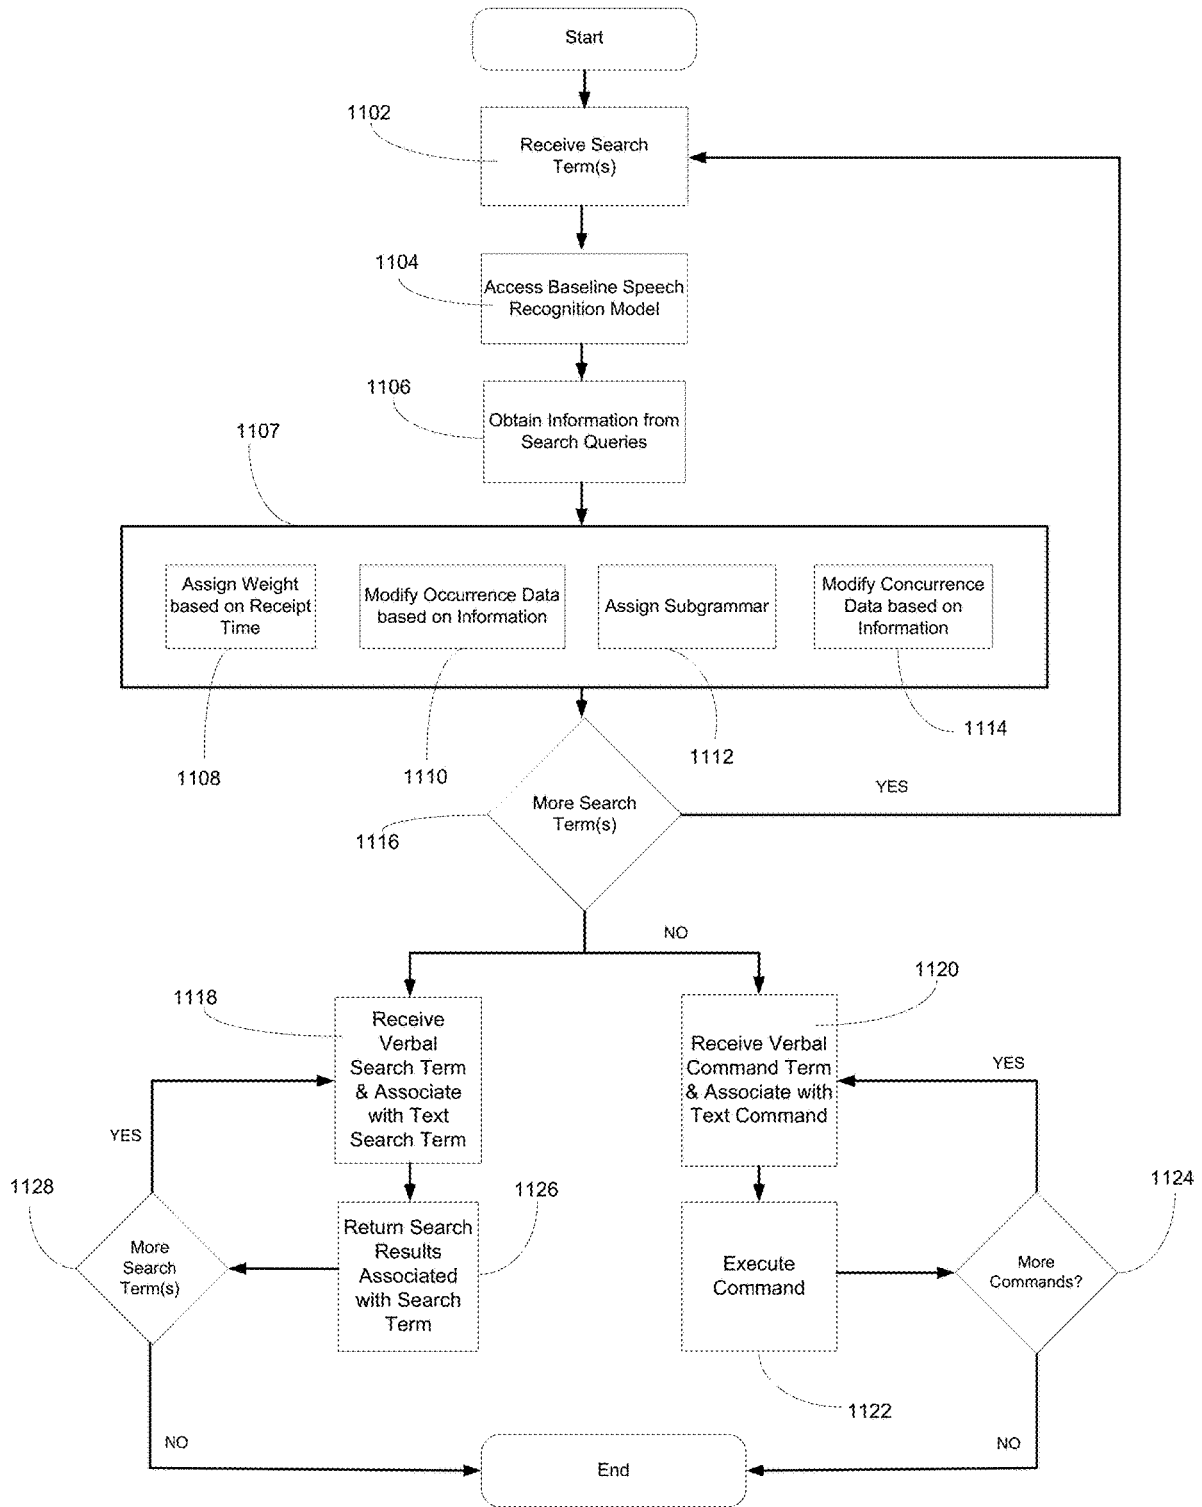 Start
1102
Receive Search
Term(s)
1104
Access Baseline Speech
Recognition Model
1106
Obtain Information from
Search Queries
1107
Assign Weight
based on Receipt
Time
Modify Occurrence Data
based on Information
Assign Subgrammar
Modify Concurrence
Data based on
Information
1108
1110
1112
1114
More Search
Term(s)
1116
YES
NO
1118
Receive
Verbal
Search Term
& Associate
with Text
Search Term
1120
Receive Verbal
Command Term
& Associate with
Text Command
YES
YES
1128
More
Search
Term(s)
1126
Return Search
Results
Associated
with Search
Term
Execute
Command
1124
More
Commands?
1122
NO
NO
End